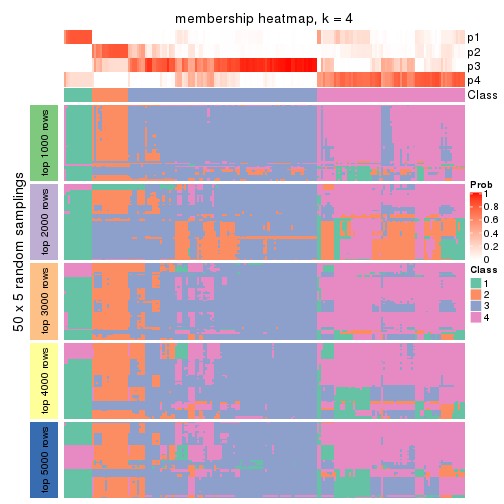 membership heatmap, k = 4
p1
p2
p3
p4
Class
50 x 5 random samplings
top 1000 rows
top 2000 rows
top 3000 rows
top 4000 rows
top 5000 rows
Prob
1
0.8
0.6
0.4
0.2
0
Class
1
2
3
4